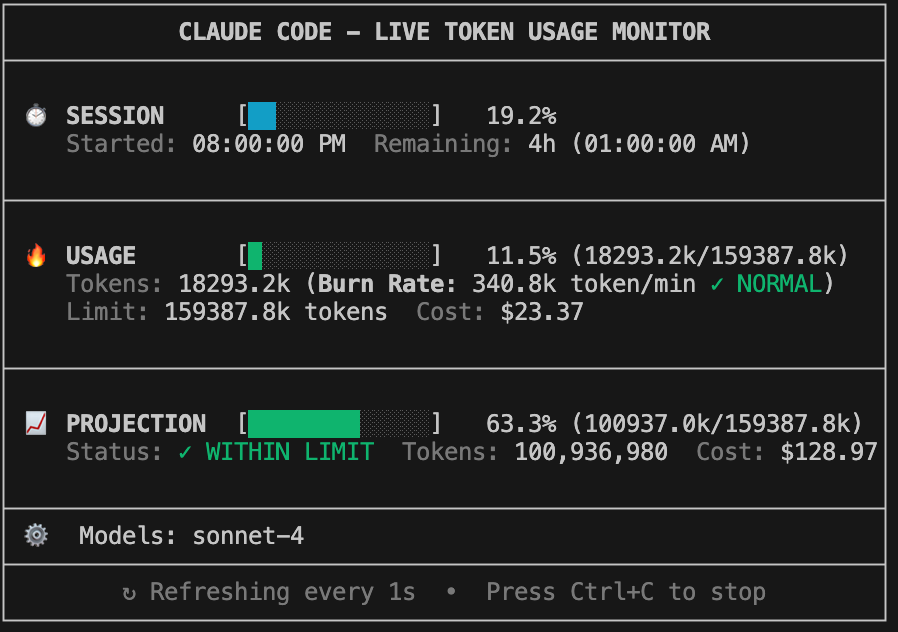 CLAUDE CODE - LIVE TOKEN USAGE MONITOR
⏱ SESSION [ ] 19.2%
Started: 08:00:00 PM Remaining: 4h (01:00:00 AM)
🔥 USAGE [ ] 11.5% (18293.2k/159387.8k)
Tokens: 18293.2k (Burn Rate: 340.8k token/min ✓ NORMAL)
Limit: 159387.8k tokens Cost: $23.37
📈 PROJECTION [ ] 63.3% (100937.0k/159387.8k)
Status: ✓ WITHIN LIMIT Tokens: 100,936,980 Cost: $128.97
⚙ Models: sonnet-4
↻ Refreshing every 1s • Press Ctrl+C to stop